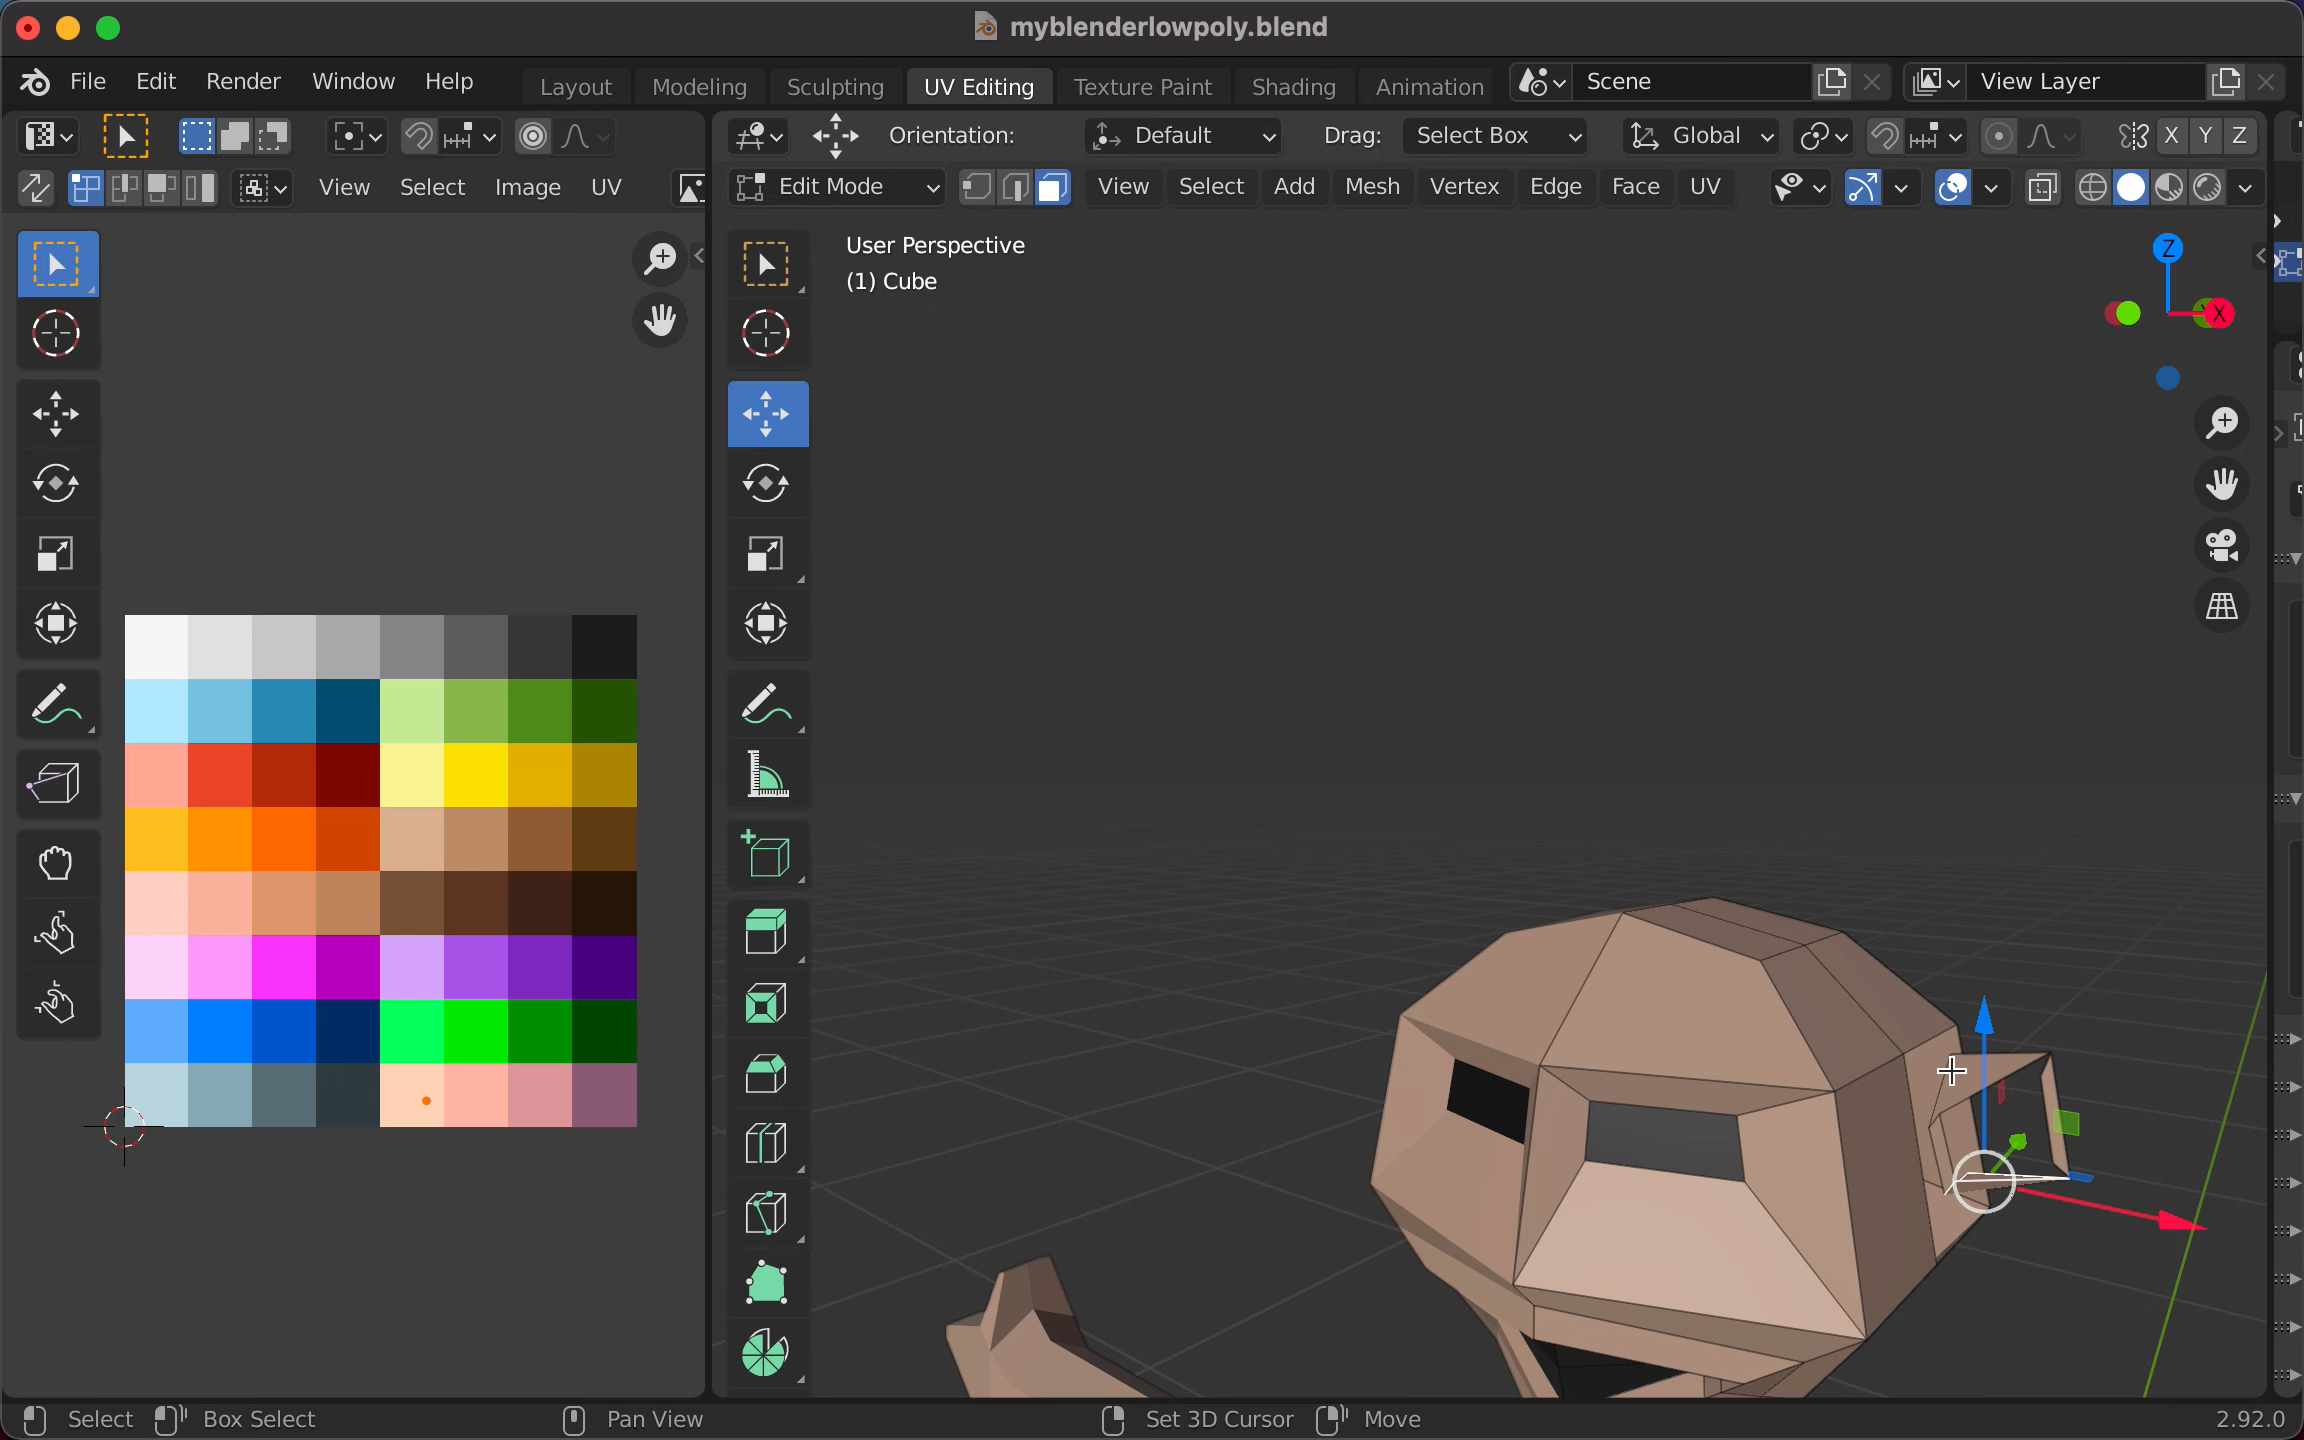 myblenderlowpoly.blend
File Edit Render Window Help Layout Modeling Sculpting UV Editing Texture Paint Shading Animation Scene View Layer
Orientation: Default Drag: Select Box Global X Y Z
View Select Image UV Edit Mode View Select Add Mesh Vertex Edge Face UV
User Perspective
(1) Cube
Z
Y X
Select Box Select Pan View Set 3D Cursor Move 2.92.0